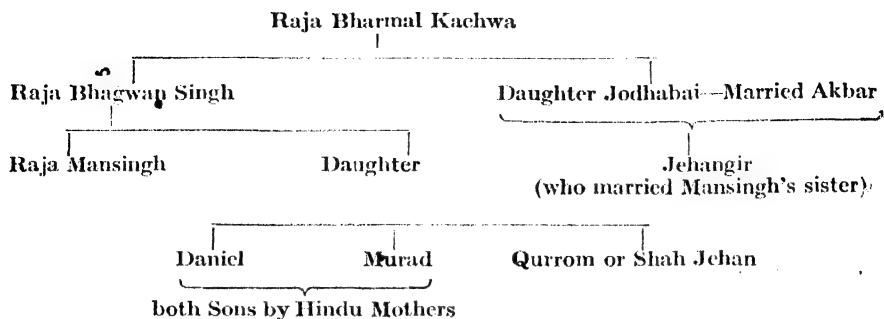 Raja Bharmal Kachwa
Raja Bhagwan Singh Daughter Jodhabai—Married Akbar
Raja Mansingh Daughter Jehangir
(who married Mansingh's sister)
Daniel Murad Qurrom or Shah Jehan
both Sons by Hindu Mothers